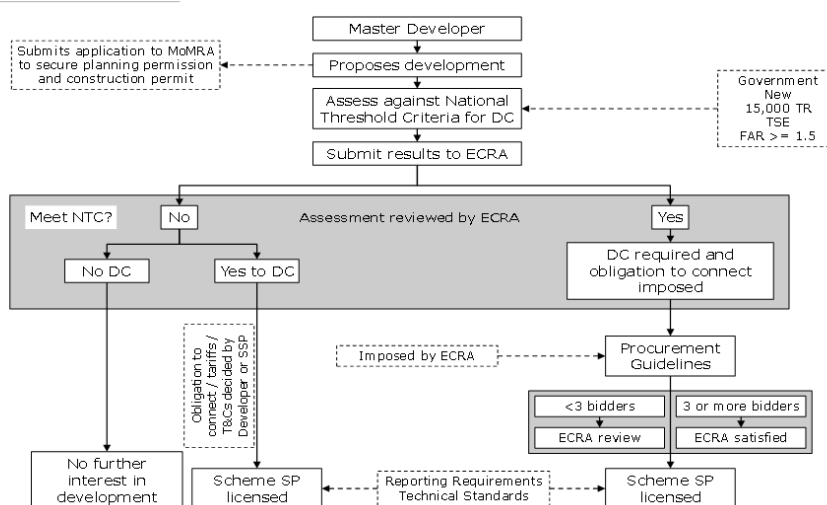 Master Developer
Submits application to MoMRA
to secure planning permission
and construction permit
Proposes development
Government
New
15,000 TR
TSE
FAR >= 1.5
Assess against National
Threshold Criteria for DC
Submit results to ECRA
Meet NTC?
No
Assessment reviewed by ECRA
Yes
No DC
Yes to DC
DC required and
obligation to connect
imposed
Obligation to
connect / tariffs /
T&Cs decided by
Developer or SSP
Imposed by ECRA
Procurement
Guidelines
<3 bidders
3 or more bidders
ECRA review
ECRA satisfied
No further
interest in
development
Scheme SP
licensed
Reporting Requirements
Technical Standards
Scheme SP
licensed